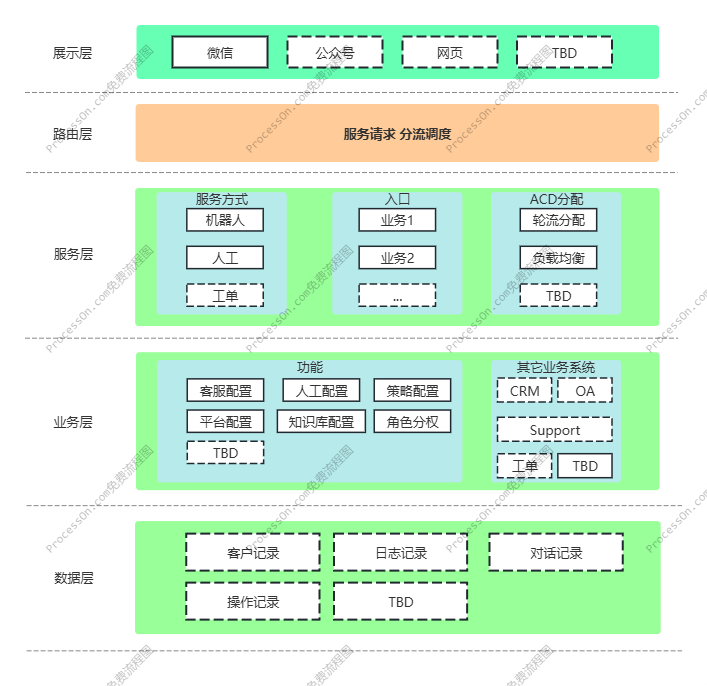 展示层
微信
公众号
网页
TBD
路由层
服务请求 分流调度
服务层
服务方式
机器人
人工
工单
入口
业务1
业务2
...
ACD分配
轮流分配
负载均衡
TBD
业务层
功能
客服配置
人工配置
策略配置
平台配置
知识库配置
角色分权
TBD
其它业务系统
CRM
OA
Support
工单
TBD
数据层
客户记录
日志记录
对话记录
操作记录
TBD
ProcessOn.com免费流程图